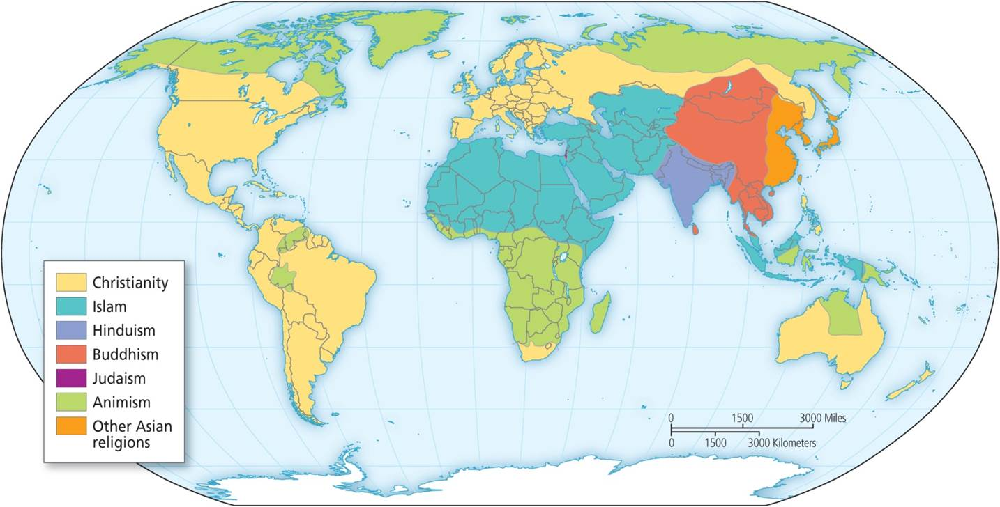 Christianity
Islam
Hinduism
Buddhism
Judaism
Animism
Other Asian
religions
0 1500 3000 Miles
0 1500 3000 Kilometers